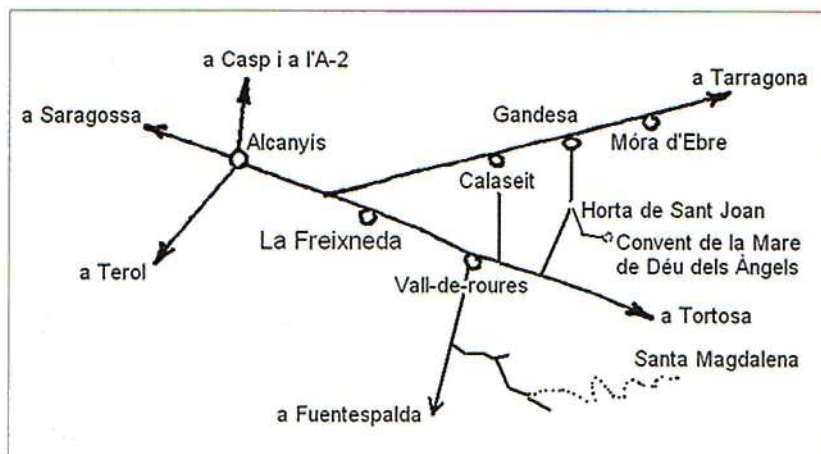 a Casp i a l'A-2
a Tarragona
a Saragossa
Gandesa
Alcanyis
Móra d'Ebre
Calaseit
Horta de Sant Joan
La Freixneda
Convent de la Mare
de Déu dels Àngels
a Terol
Vall-de-roures
a Tortosa
Santa Magdalena
a Fuentespalda